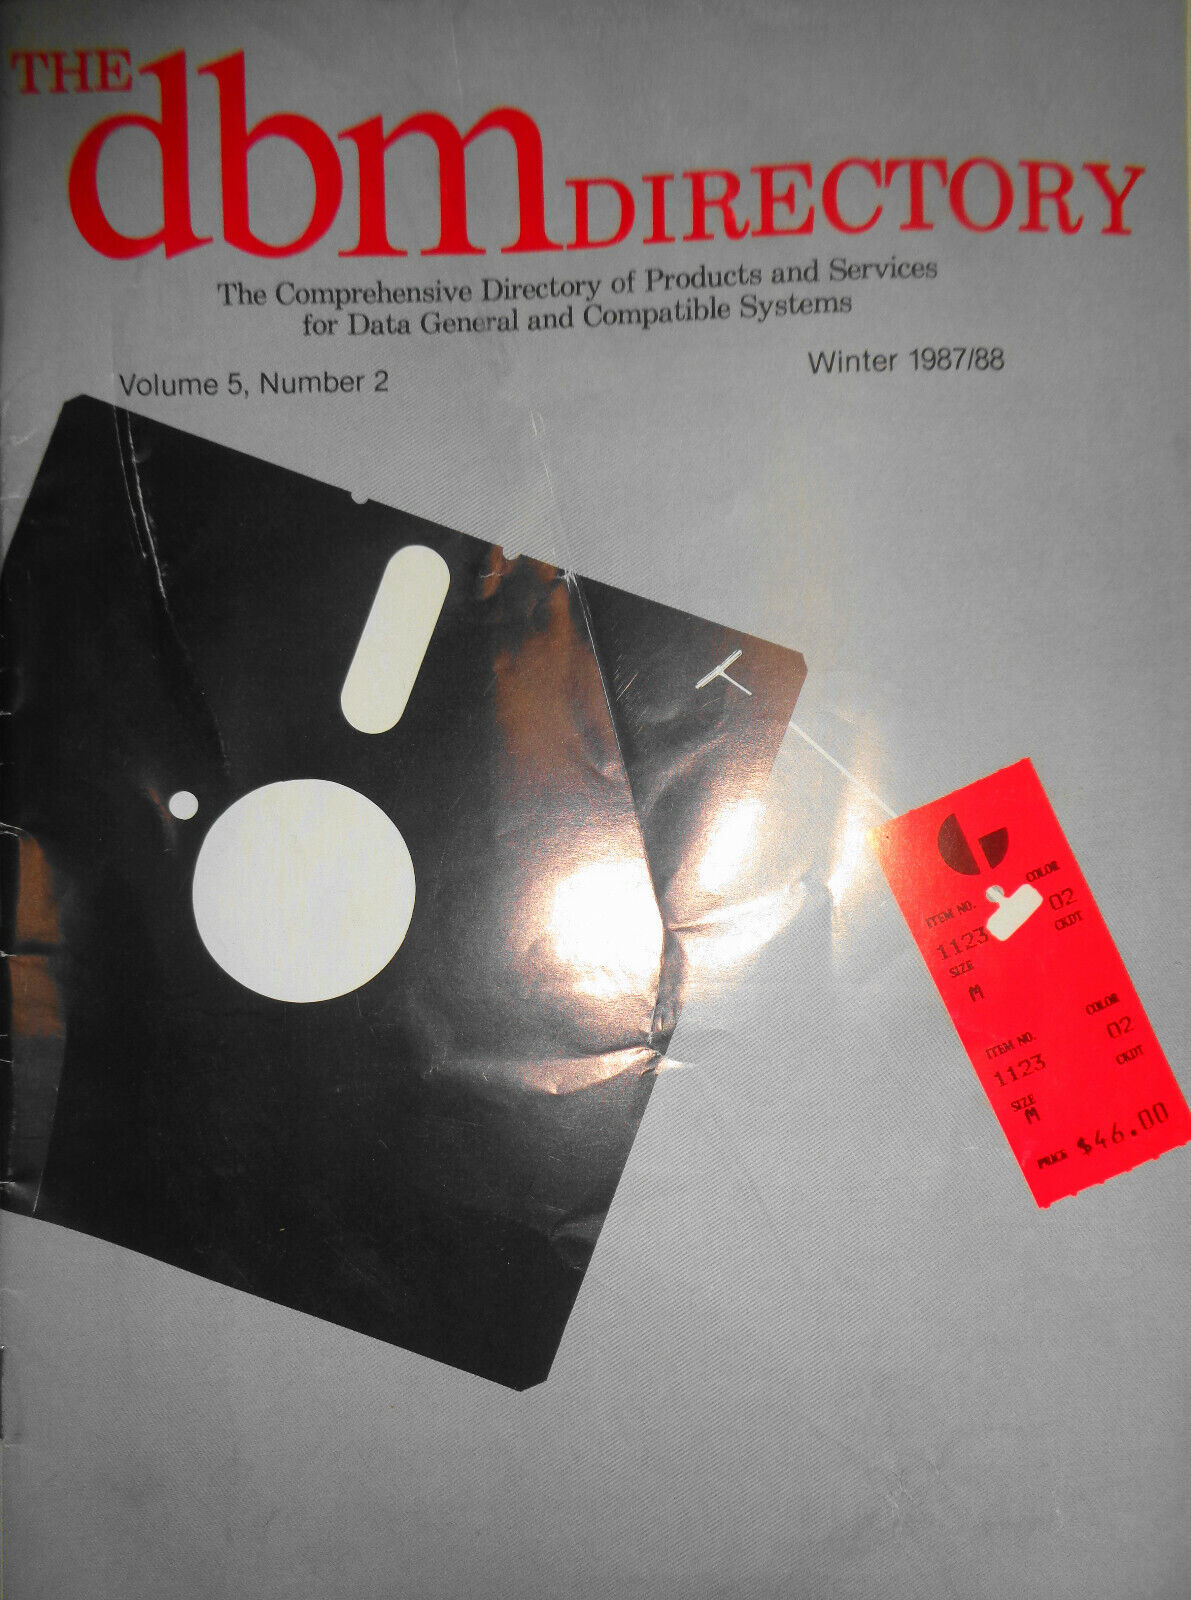 THE
dbm DIRECTORY
The Comprehensive Directory of Products and Services
for Data General and Compatible Systems
Volume 5, Number 2
Winter 1987/88
ITEM NO. COLOR
1123 02
SIZE CKDT
M
ITEM NO. COLOR
1123 02
SIZE CKDT
M
PRICE $46.00